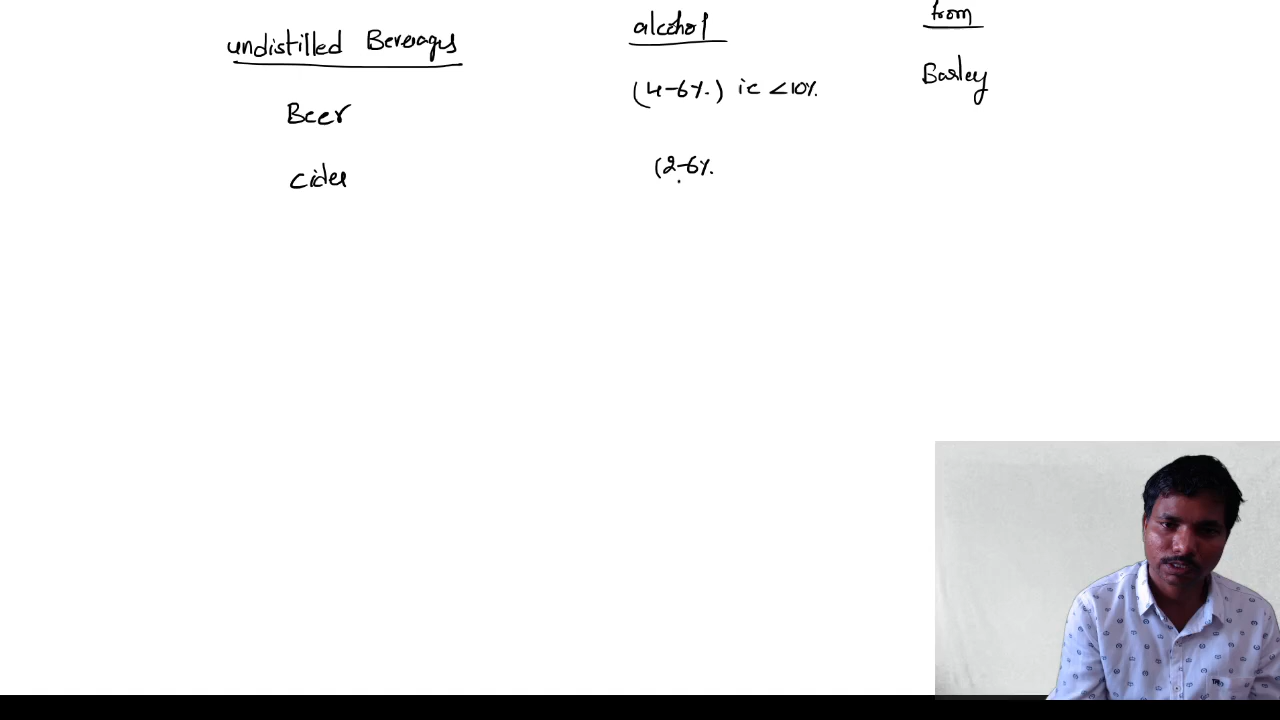 undistilled Beverages alcohol from
Beer (4-6%) ie <10% Barley
Cider (2-6%